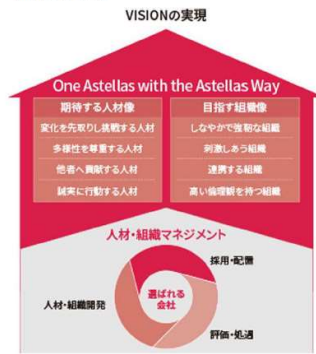 VISIONの実現
One Astellas with the Astellas Way
期待する人材像
変化を先取りし挑戦する人材
多様性を尊重する人材
他者へ貢献する人材
誠実に行動する人材
目指す組織像
しなやかで強靭な組織
刺激しあう組織
連携する組織
高い倫理観を持つ組織
人材・組織マネジメント
採用・配置
人材・組織開発
選ばれる
会社
評価・処遇